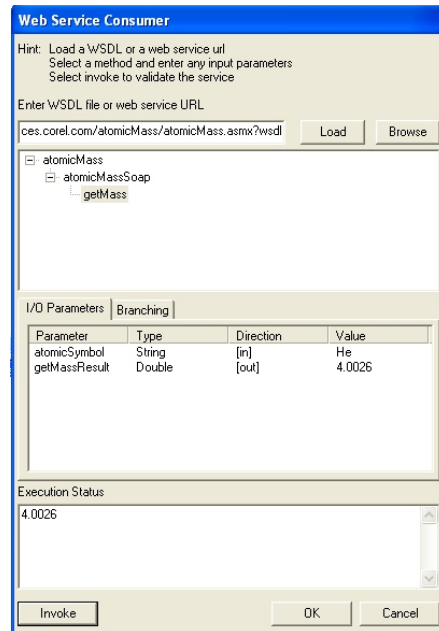 Web Service Consumer
Hint: Load a WSDL or a web service url
Select a method and enter any input parameters
Select invoke to validate the service
Enter WSDL file or web service URL
ces.corel.com/atomicMass/atomicMass.asmx?wsdl Load Browse
atomicMass
atomicMassSoap
getMass
I/O Parameters Branching
Parameter Type Direction Value
atomicSymbol String [in] He
getMassResult Double [out] 4.0026
Execution Status
4.0026
Invoke OK Cancel